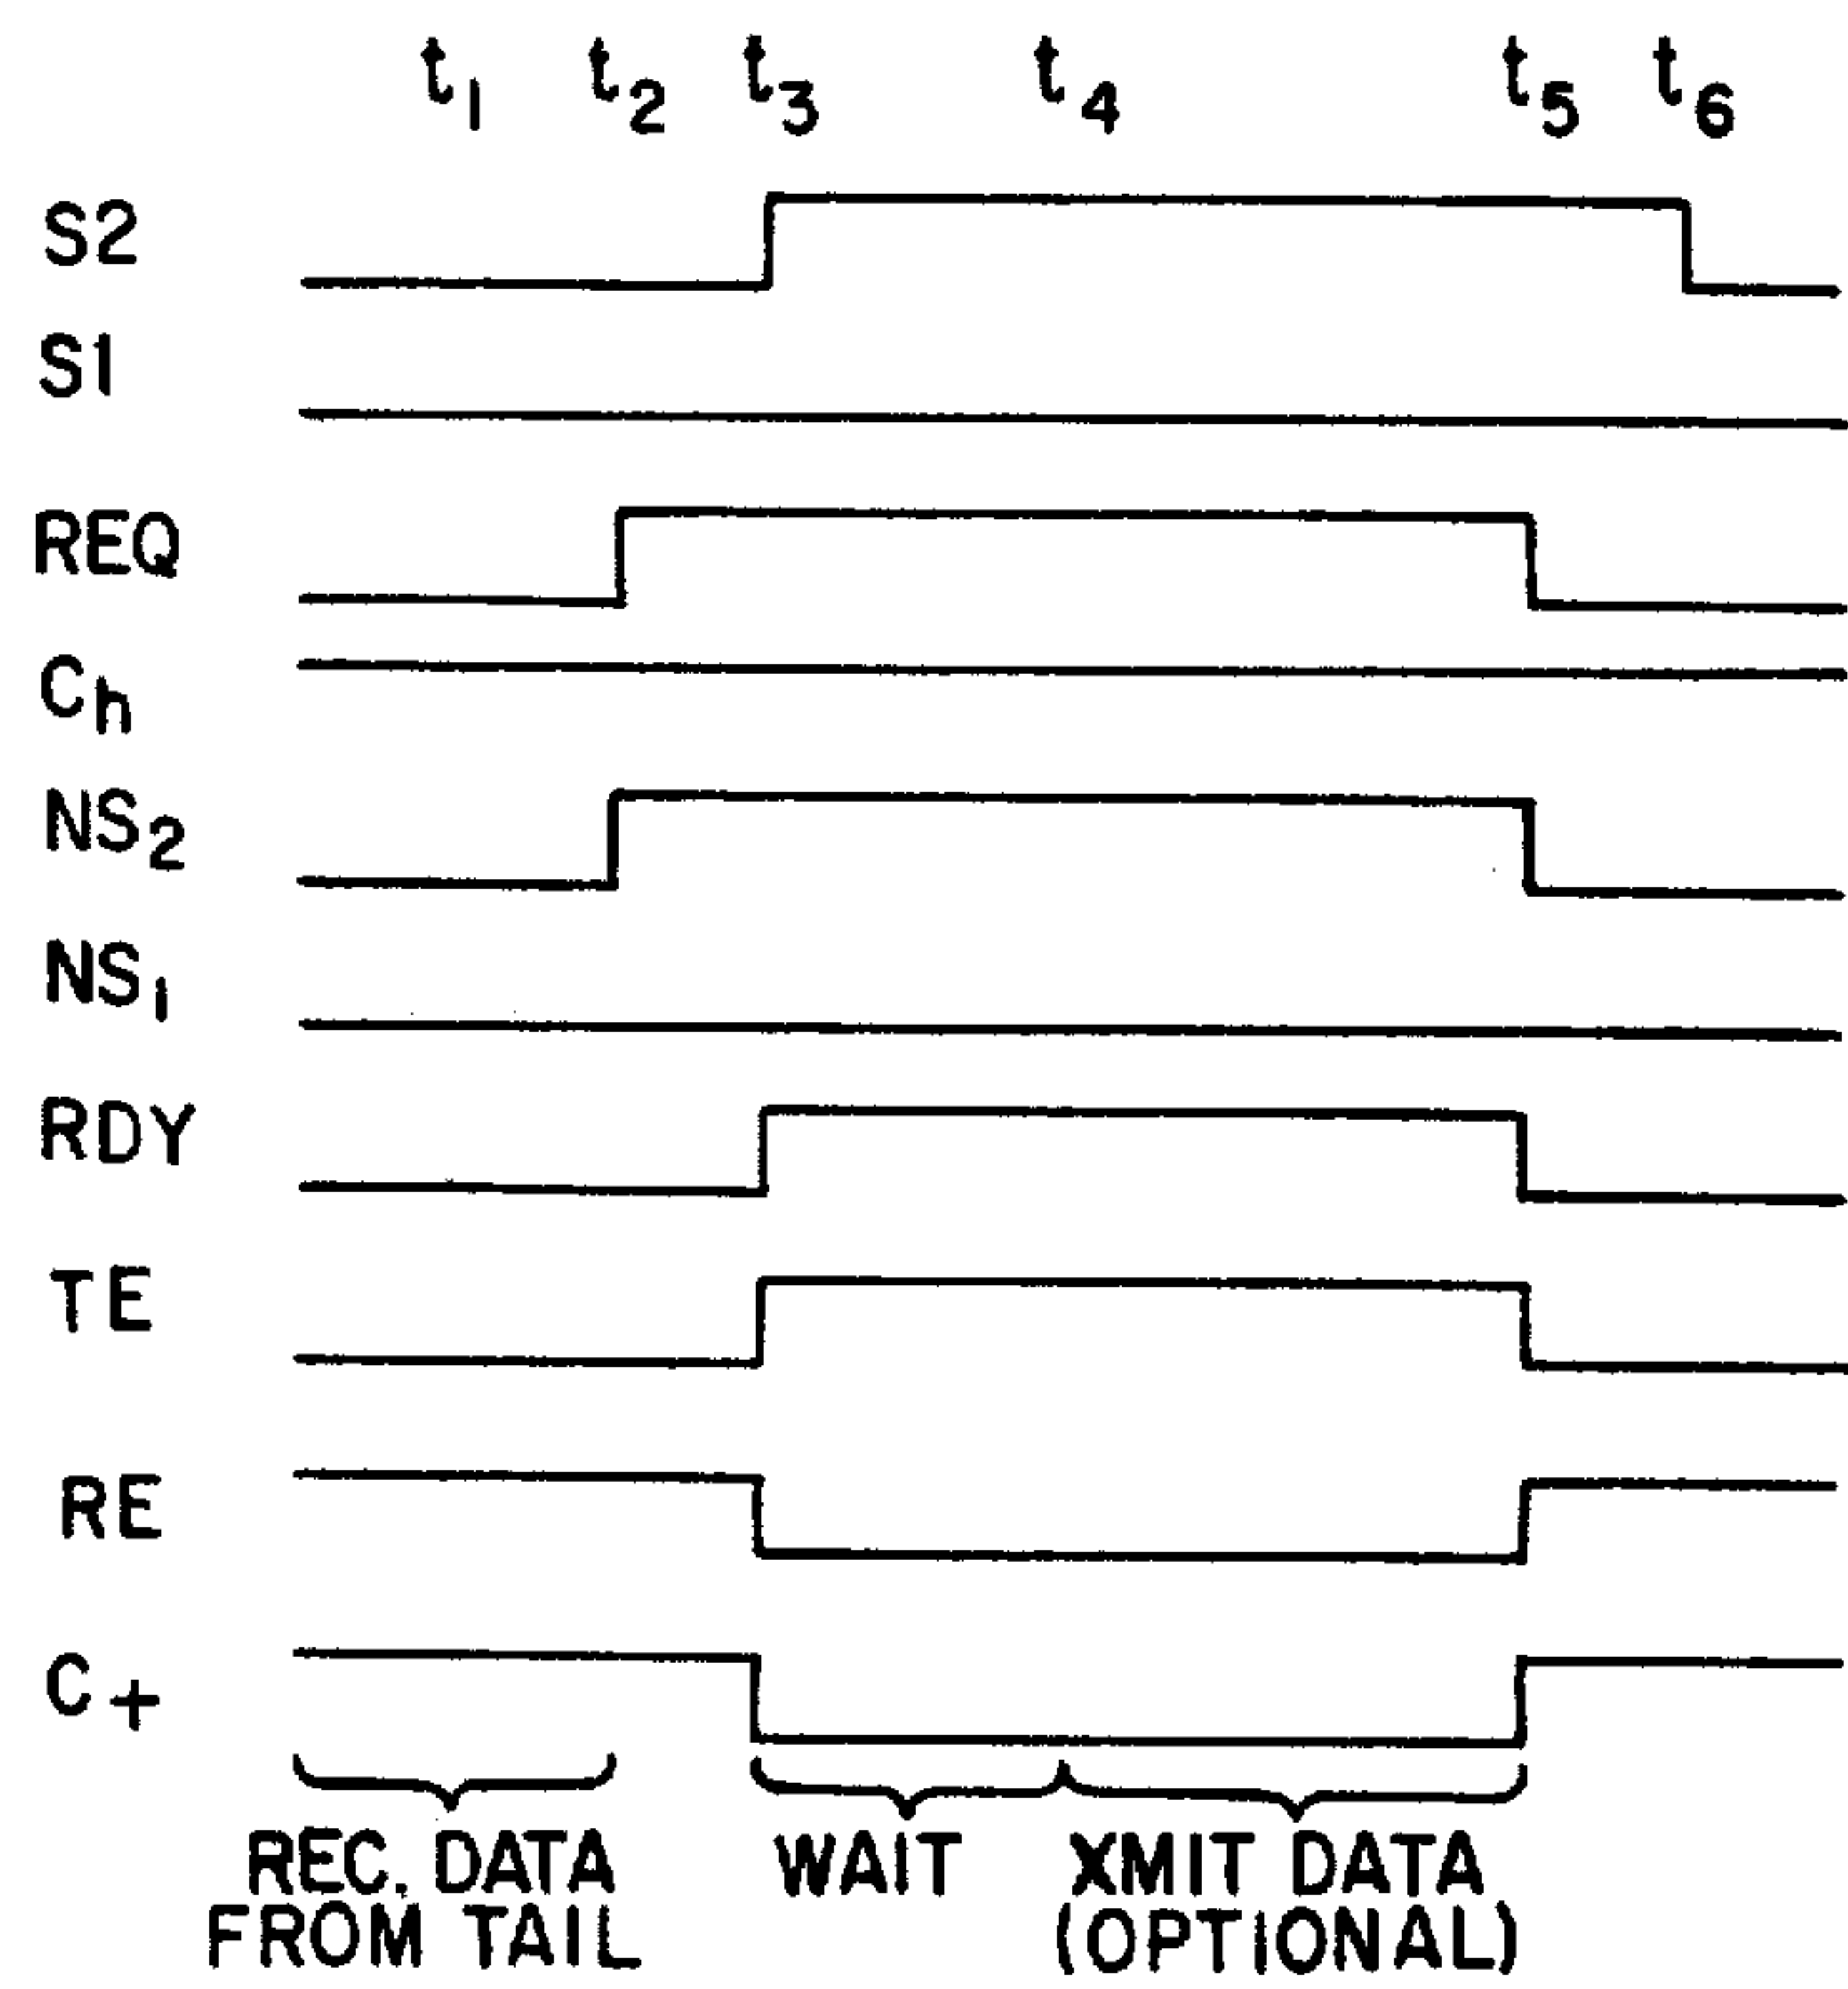 t1 t2 t3 t4 t5 t6
S2
S1
REQ
Ch
NS2
NS1
RDY
TE
RE
C+
REC. DATA WAIT XMIT DATA
FROM TAIL (OPTIONAL)